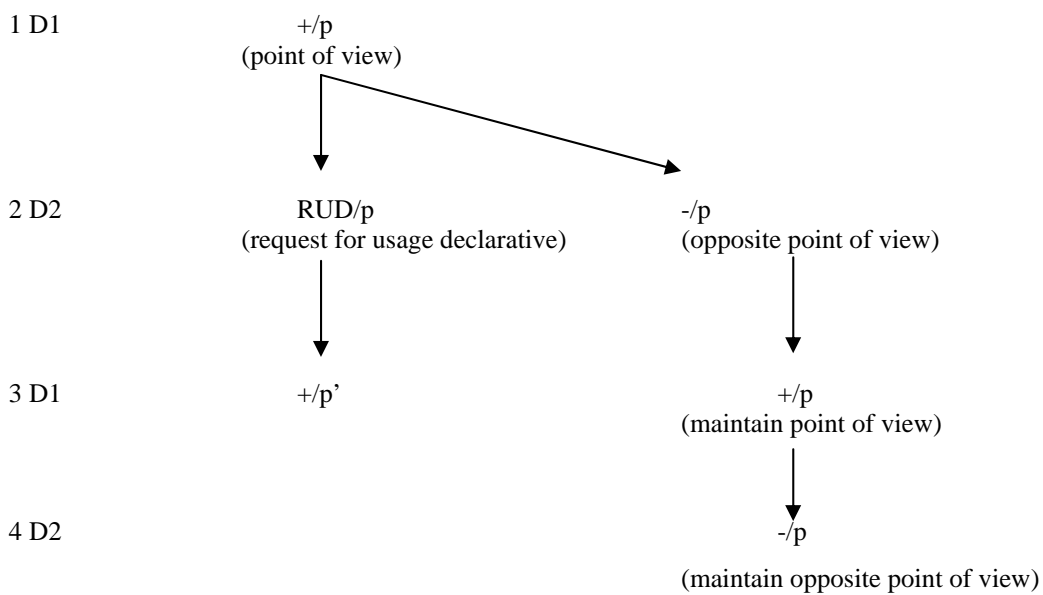 1 D1 +/p
(point of view)
2 D2 RUD/p -/p
(request for usage declarative) (opposite point of view)
3 D1 +/p’ +/p
(maintain point of view)
4 D2 -/p
(maintain opposite point of view)